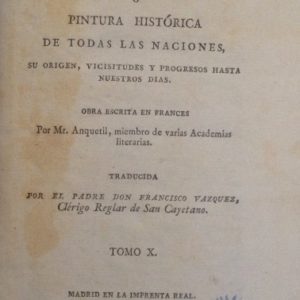 PINTURA HISTÓRICA
DE TODAS LAS NACIONES,
SU ORIGEN, VICISITUDES Y PROGRESOS HASTA
NUESTROS DIAS.
OBRA ESCRITA EN FRANCES
Por Mr. Anquetil, miembro de varias Academias
literarias.
TRADUCIDA
POR EL PADRE DON FRANCISCO VAZQUEZ,
Clérigo Reglar de San Cayetano.
TOMO X.
MADRID EN LA IMPRENTA REAL.